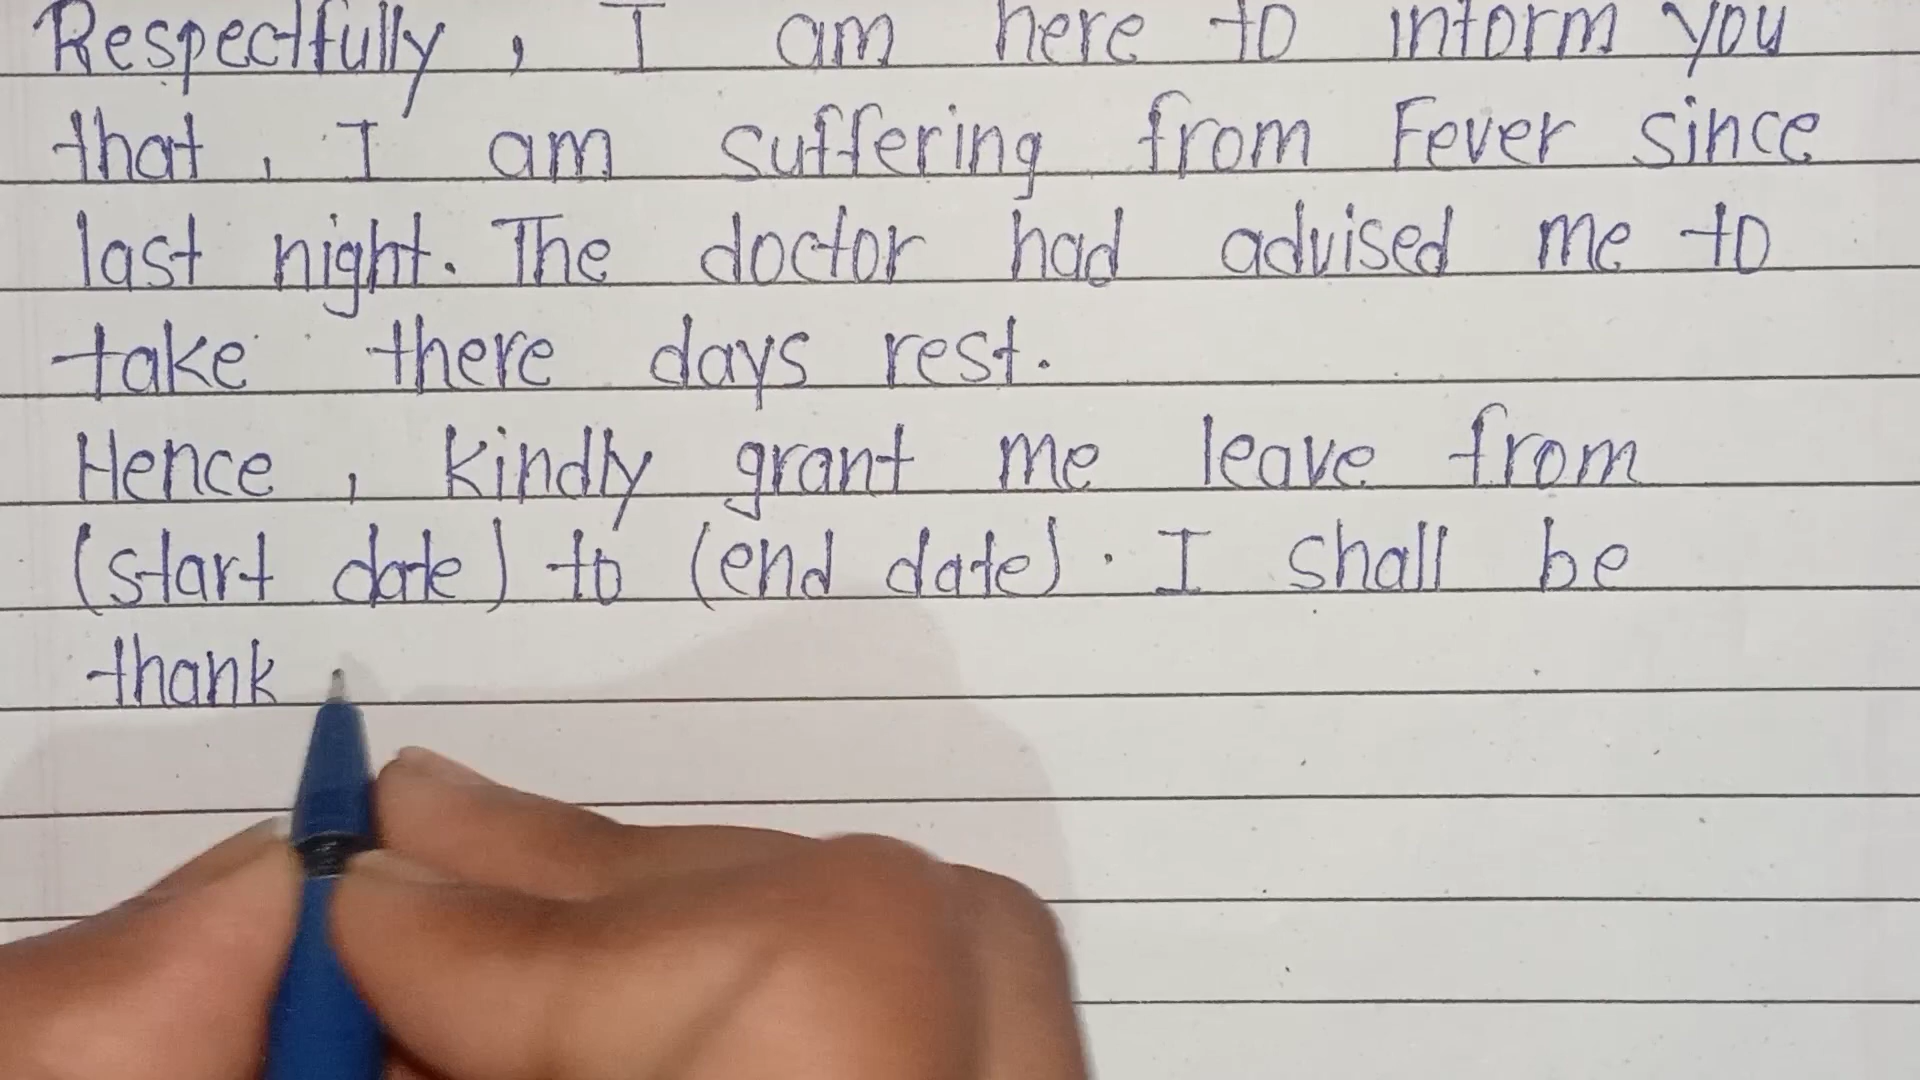 Respectfully, I am here to inform you
that, I am suffering from Fever since
last night. The doctor had advised me to
take there days rest.
Hence, kindly grant me leave from
(start date) to (end date). I shall be
thank